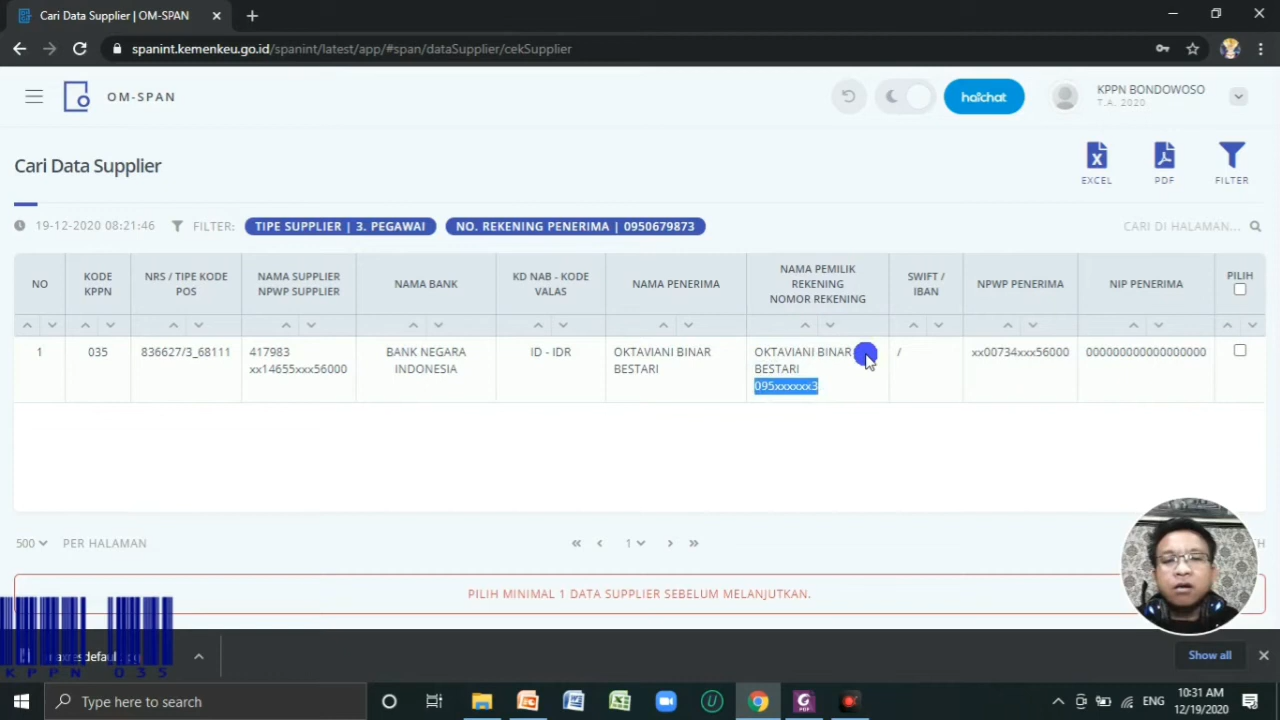 Cari Data Supplier | OM-SPAN
spanint.kemenkeu.go.id/spanint/latest/app/#span/dataSupplier/cekSupplier
OM-SPAN
haichat
KPPN BONDOWOSO
T.A. 2020
Cari Data Supplier
EXCEL
PDF
FILTER
19-12-2020 08:21:46
FILTER:
TIPE SUPPLIER | 3. PEGAWAI
NO. REKENING PENERIMA | 0950679873
CARI DI HALAMAN...
NO
KODE
KPPN
NRS / TIPE KODE
POS
NAMA SUPPLIER
NPWP SUPPLIER
NAMA BANK
KD NAB - KODE
VALAS
NAMA PENERIMA
NAMA PEMILIK
REKENING
NOMOR REKENING
SWIFT /
IBAN
NPWP PENERIMA
NIP PENERIMA
PILIH
1
035
836627/3_68111
417983
xx14655xxx56000
BANK NEGARA
INDONESIA
ID - IDR
OKTAVIANI BINAR
BESTARI
OKTAVIANI BINAR
BESTARI
095xxxxxx3
/
xx00734xxx56000
000000000000000000
500
PER HALAMAN
« ‹ 1 › »
PILIH MINIMAL 1 DATA SUPPLIER SEBELUM MELANJUTKAN.
KPPN 035
Show all
Type here to search
ENG
10:31 AM
12/19/2020